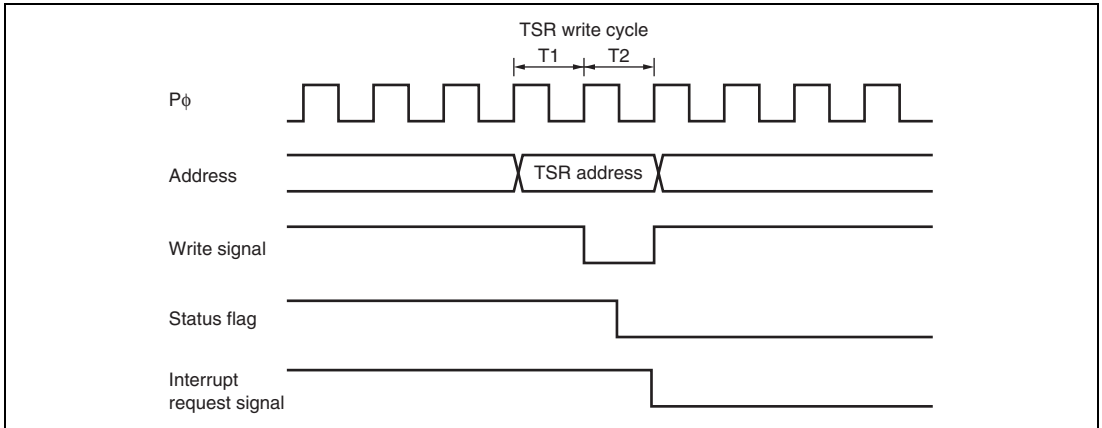 TSR write cycle
T1 T2
Pϕ
Address
TSR address
Write signal
Status flag
Interrupt
request signal